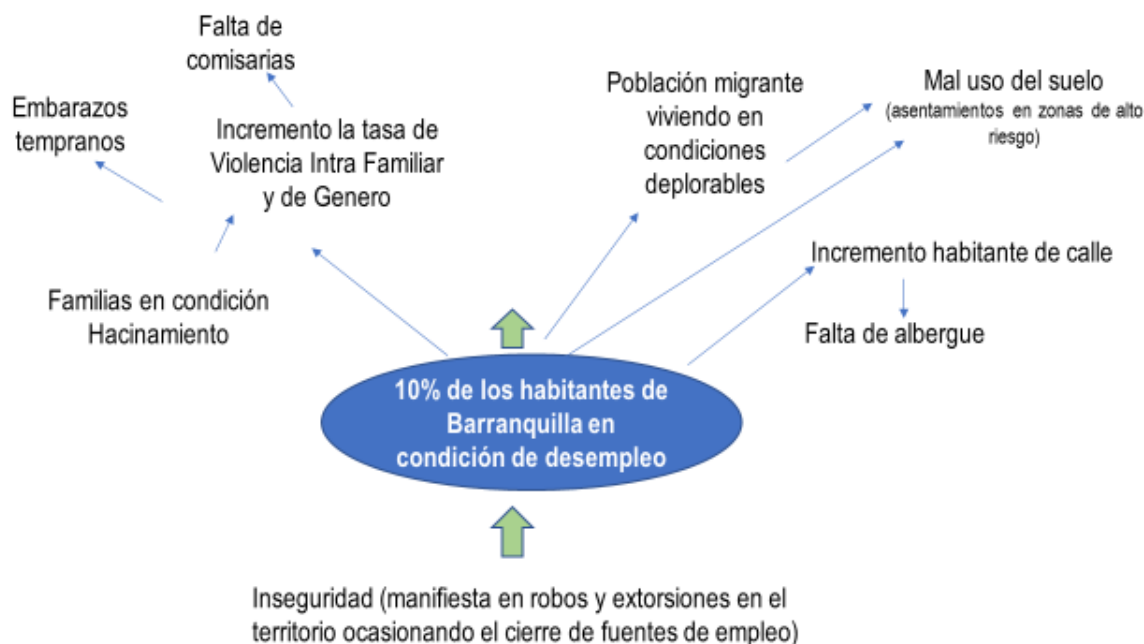 Falta de
comisarias
Embarazos
tempranos
Incremento la tasa de
Violencia Intra Familiar
y de Genero
Familias en condición
Hacinamiento
Población migrante
viviendo en
condiciones
deplorables
Mal uso del suelo
(asentamientos en zonas de alto
riesgo)
Incremento habitante de calle
Falta de albergue
10% de los habitantes de
Barranquilla en
condición de desempleo
Inseguridad (manifiesta en robos y extorsiones en el
territorio ocasionando el cierre de fuentes de empleo)